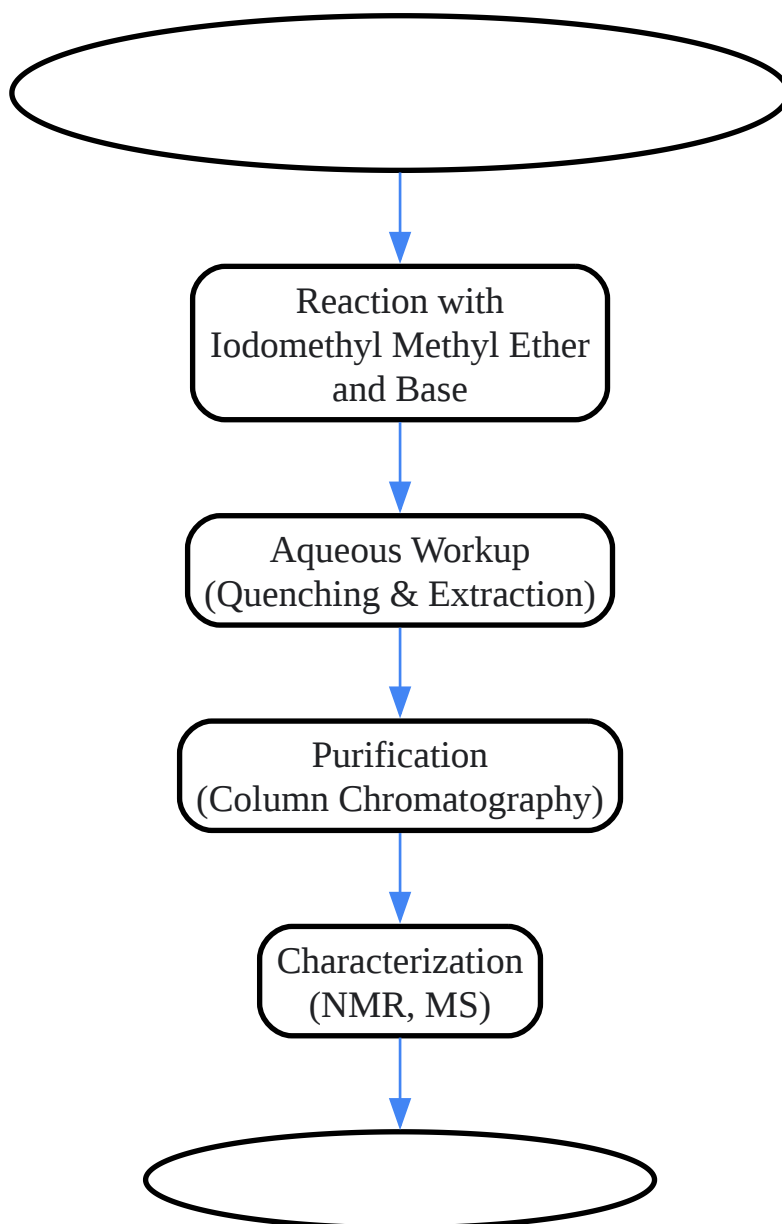 Reaction with
Iodomethyl Methyl Ether
and Base
Aqueous Workup
(Quenching & Extraction)
Purification
(Column Chromatography)
Characterization
(NMR, MS)